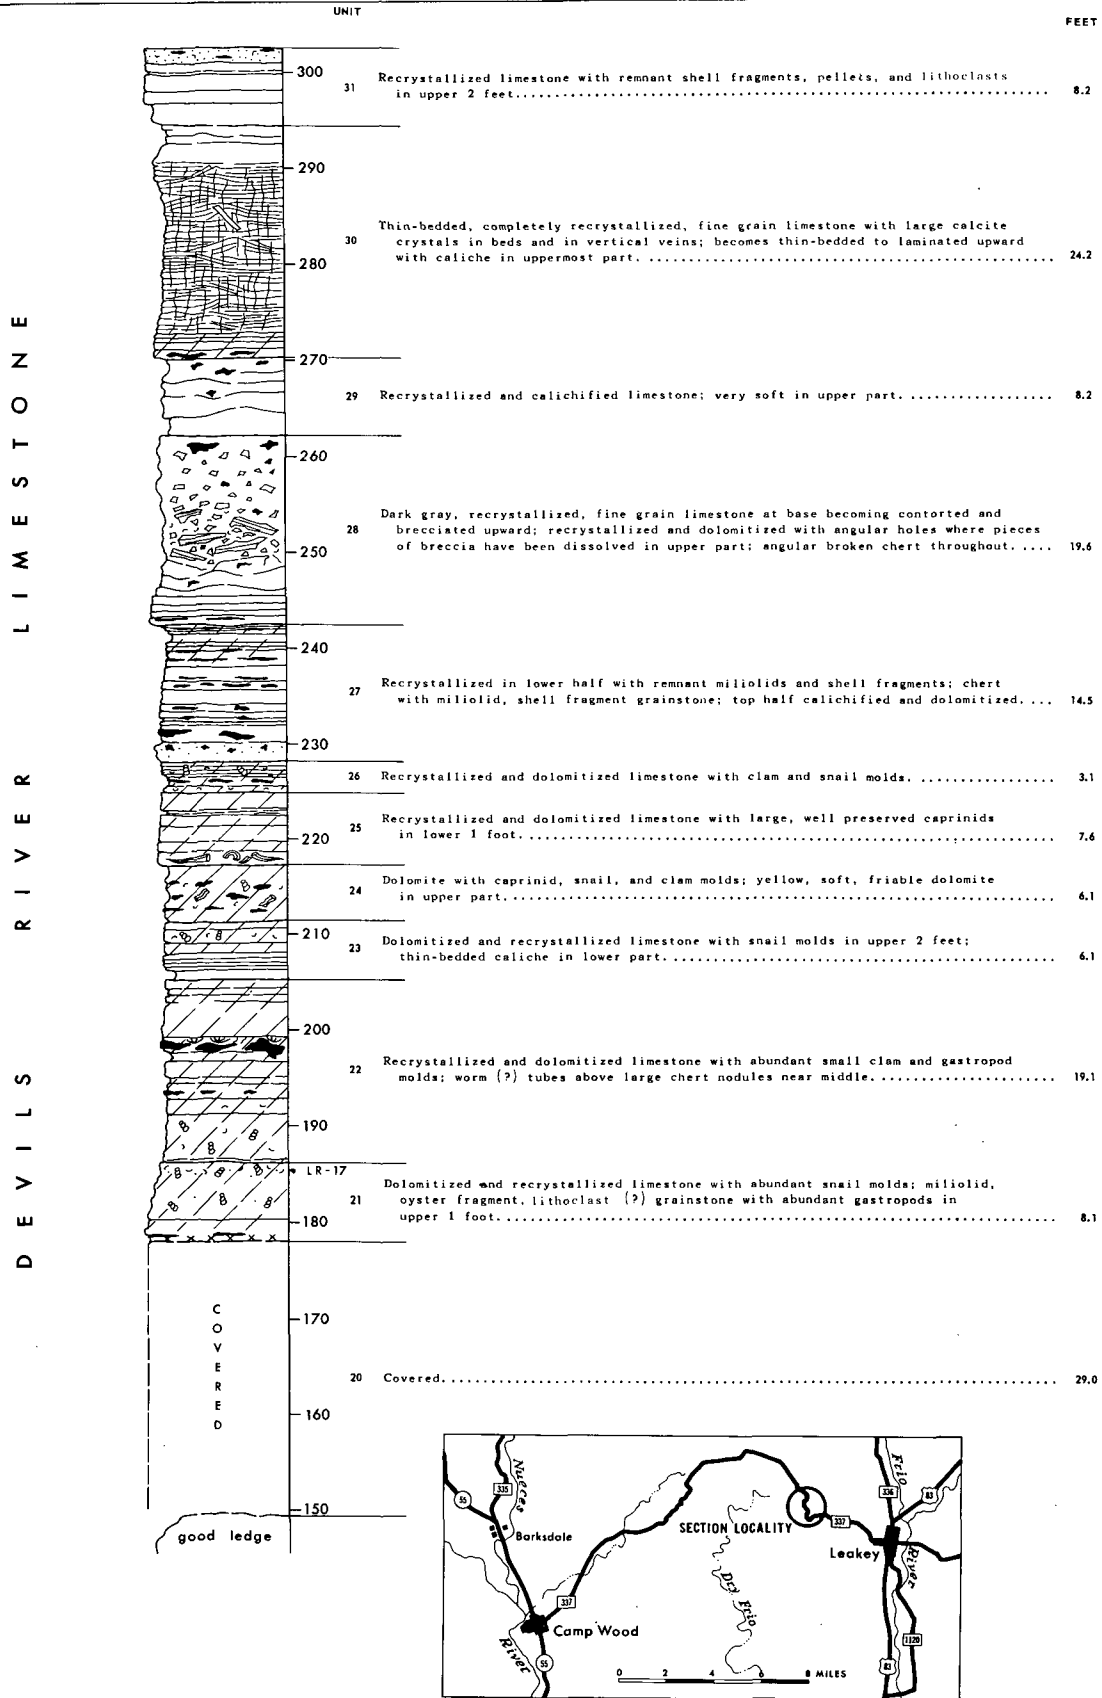 UNIT
FEET
DEVILS RIVER LIMESTONE
300
31 Recrystallized limestone with remnant shell fragments, pellets, and lithoclasts
in upper 2 feet. 8.2
290
30 Thin-bedded, completely recrystallized, fine grain limestone with large calcite
crystals in beds and in vertical veins; becomes thin-bedded to laminated upward
with caliche in uppermost part. 24.2
280
270
29 Recrystallized and calichified limestone; very soft in upper part. 8.2
260
28 Dark gray, recrystallized, fine grain limestone at base becoming contorted and
brecciated upward; recrystallized and dolomitized with angular holes where pieces
of breccia have been dissolved in upper part; angular broken chert throughout. 19.6
250
240
27 Recrystallized in lower half with remnant miliolids and shell fragments; chert
with miliolid, shell fragment grainstone; top half calichified and dolomitized. 14.5
230
26 Recrystallized and dolomitized limestone with clam and snail molds. 3.1
25 Recrystallized and dolomitized limestone with large, well preserved caprinids
in lower 1 foot. 7.6
220
24 Dolomite with caprinid, snail, and clam molds; yellow, soft, friable dolomite
in upper part. 6.1
210
23 Dolomitized and recrystallized limestone with snail molds in upper 2 feet;
thin-bedded caliche in lower part. 6.1
200
22 Recrystallized and dolomitized limestone with abundant small clam and gastropod
molds; worm (?) tubes above large chert nodules near middle. 19.1
190
LR-17
21 Dolomitized and recrystallized limestone with abundant snail molds; miliolid,
oyster fragment, lithoclast (?) grainstone with abundant gastropods in
upper 1 foot. 8.1
180
COVERED
170
20 Covered. 29.0
160
150
good ledge
Nueces
335
55
Barksdale
SECTION LOCALITY
337
Frio
336
83
Leakey
River
Dry Frio
337
Camp Wood
River
55
1120
83
0 2 4 6 8 MILES